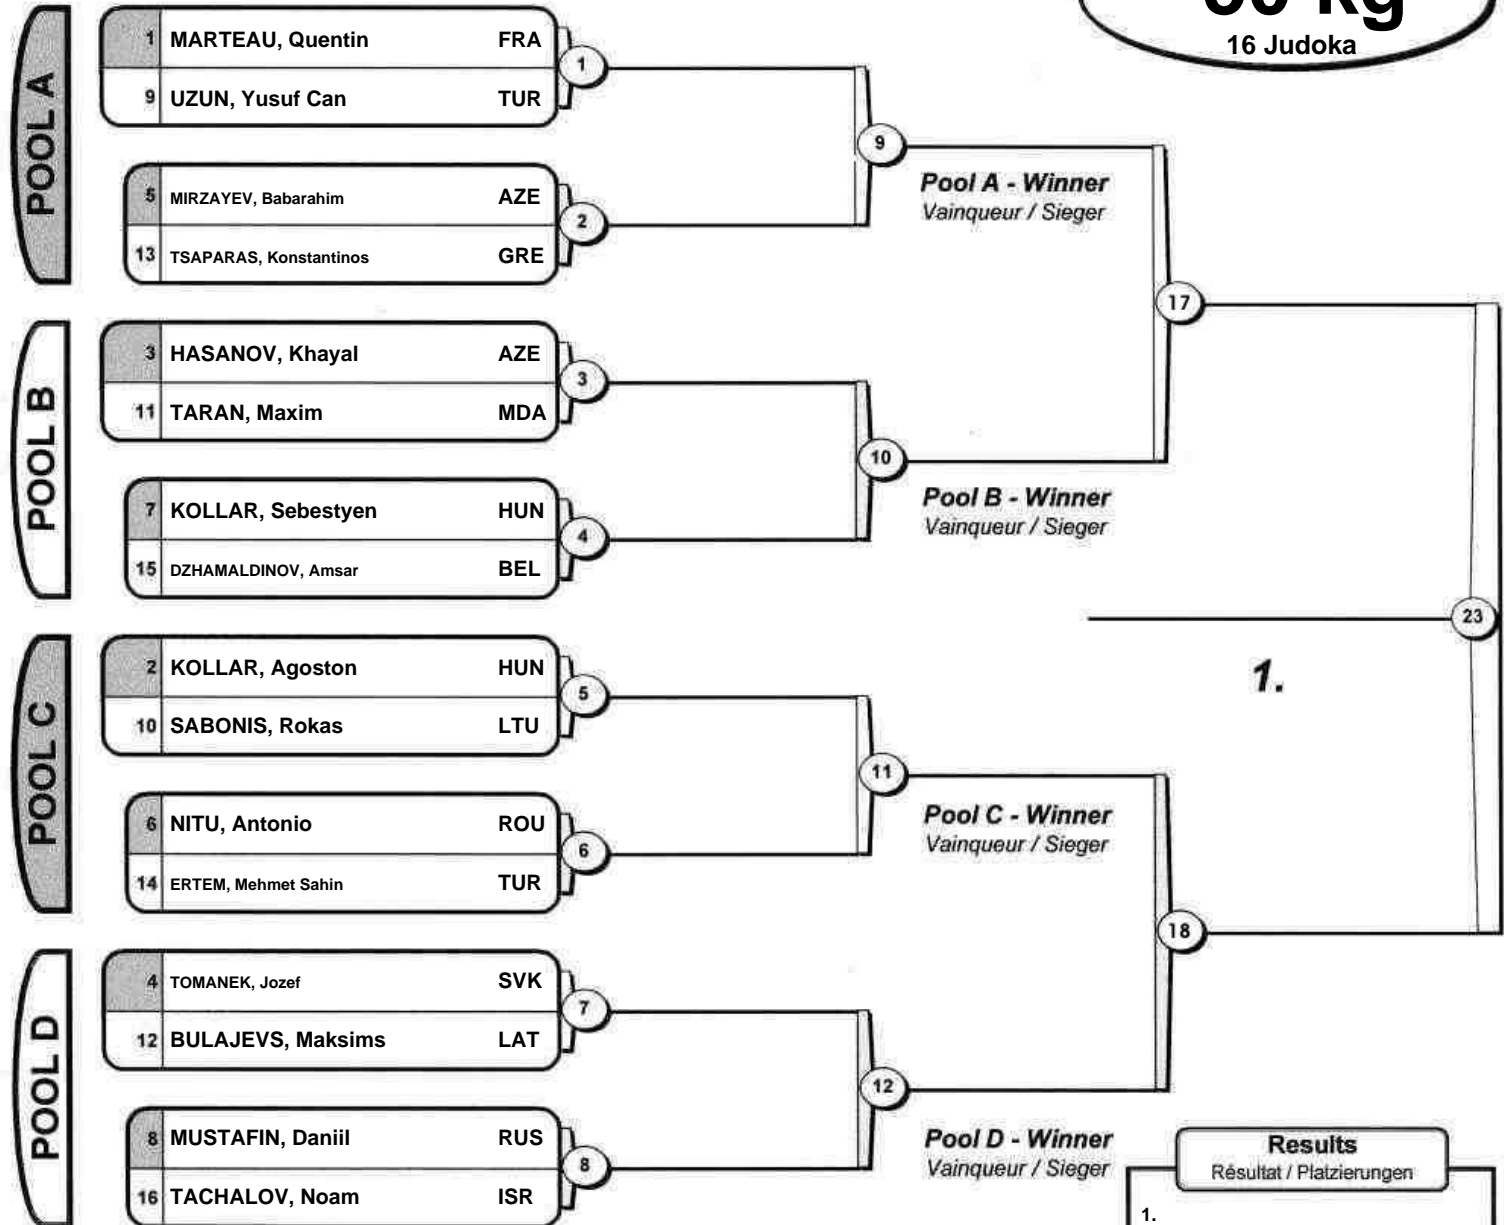 kg
16 Judoka
POOL A
1 MARTEAU, Quentin FRA
9 UZUN, Yusuf Can TUR
1
5 MIRZAYEV, Babarahim AZE
13 TSAPARAS, Konstantinos GRE
2
9
Pool A - Winner
Vainqueur / Sieger
POOL B
3 HASANOV, Khayal AZE
11 TARAN, Maxim MDA
3
7 KOLLAR, Sebestyen HUN
15 DZHAMALDINOV, Amsar BEL
4
10
Pool B - Winner
Vainqueur / Sieger
17
POOL C
2 KOLLAR, Agoston HUN
10 SABONIS, Rokas LTU
5
6 NITU, Antonio ROU
14 ERTEM, Mehmet Sahin TUR
6
11
Pool C - Winner
Vainqueur / Sieger
POOL D
4 TOMANEK, Jozef SVK
12 BULAJEVS, Maksims LAT
7
8 MUSTAFIN, Daniil RUS
16 TACHALOV, Noam ISR
8
12
Pool D - Winner
Vainqueur / Sieger
18
23
1.
Results
Résultat / Platzierungen
1.